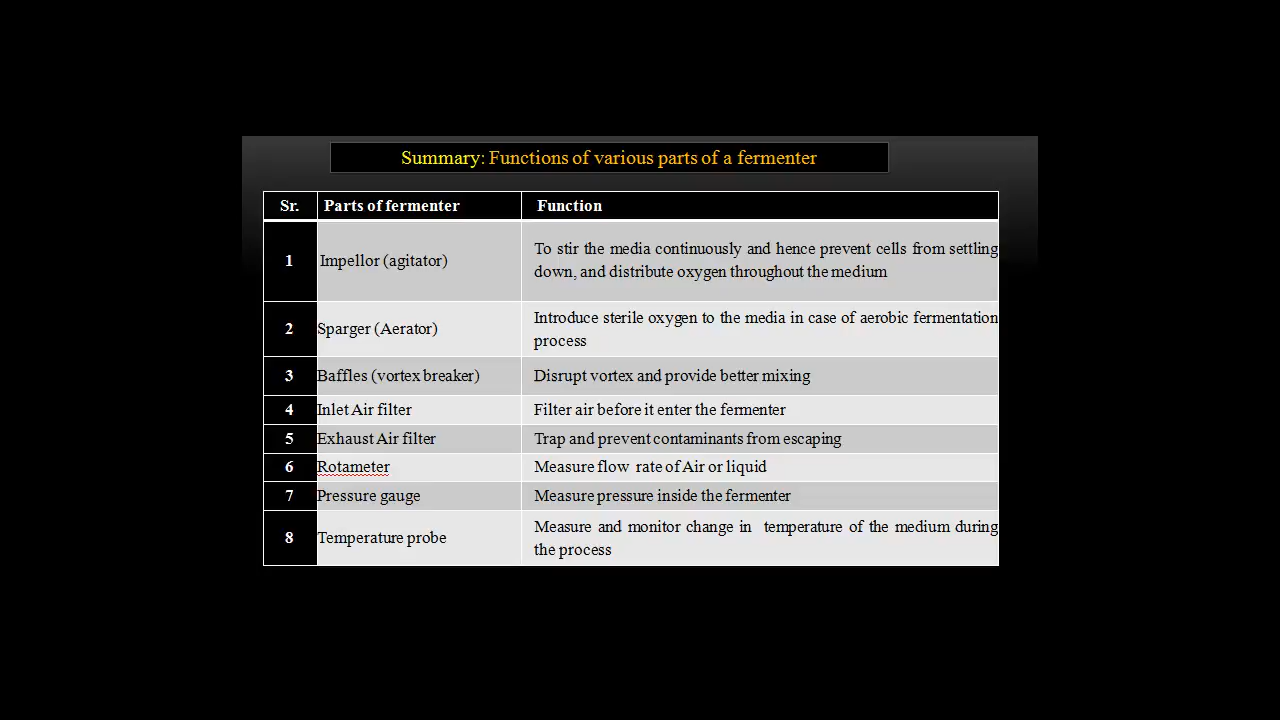 Summary: Functions of various parts of a fermenter
Sr. Parts of fermenter Function
1 Impellor (agitator) To stir the media continuously and hence prevent cells from settling
down, and distribute oxygen throughout the medium
2 Sparger (Aerator) Introduce sterile oxygen to the media in case of aerobic fermentation
process
3 Baffles (vortex breaker) Disrupt vortex and provide better mixing
4 Inlet Air filter Filter air before it enter the fermenter
5 Exhaust Air filter Trap and prevent contaminants from escaping
6 Rotameter Measure flow rate of Air or liquid
7 Pressure gauge Measure pressure inside the fermenter
8 Temperature probe Measure and monitor change in temperature of the medium during
the process